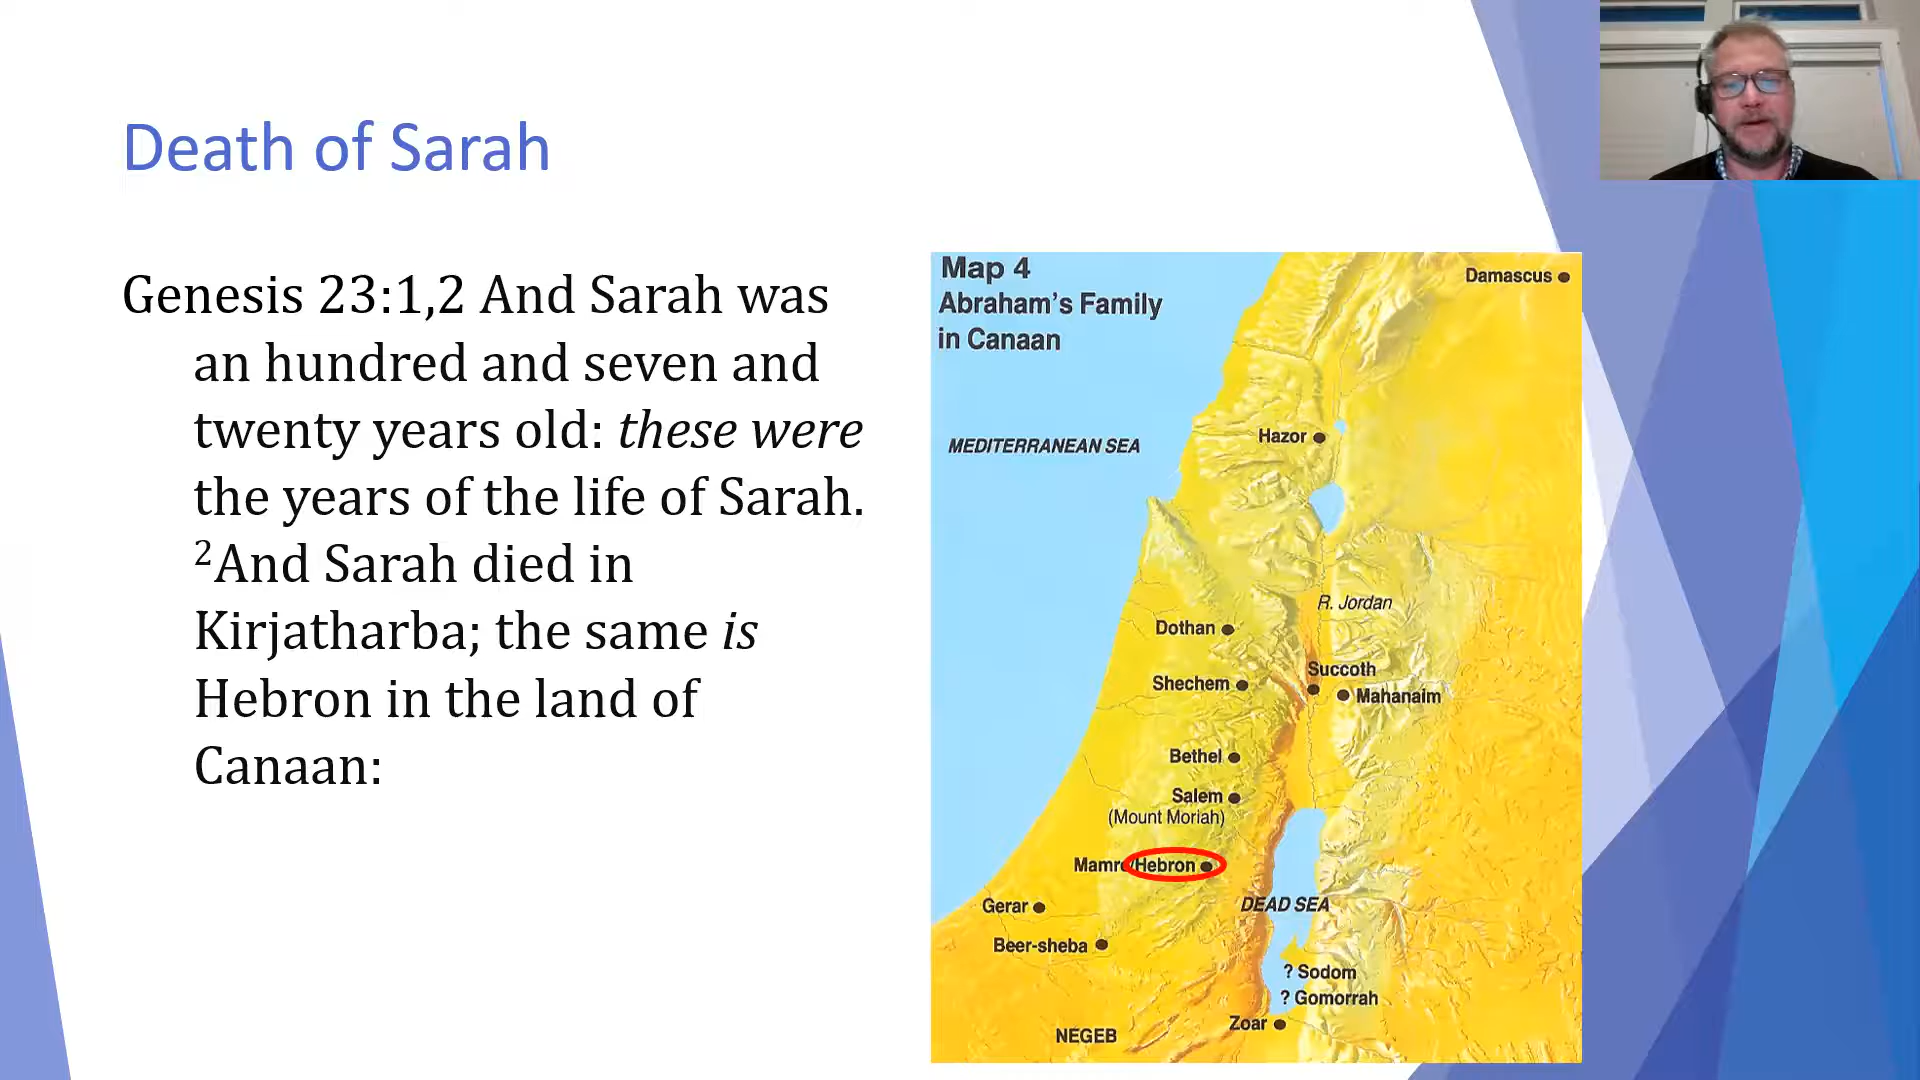 Death of Sarah
Genesis 23:1,2 And Sarah was
an hundred and seven and
twenty years old: these were
the years of the life of Sarah.
2And Sarah died in
Kirjatharba; the same is
Hebron in the land of
Canaan:
Map 4
Abraham's Family
in Canaan
Damascus
MEDITERRANEAN SEA
Hazor
R. Jordan
Dothan
Succoth
Shechem
Mahanaim
Bethel
Salem
(Mount Moriah)
Mamre/Hebron
Gerar
DEAD SEA
Beer-sheba
? Sodom
? Gomorrah
Zoar
NEGEB